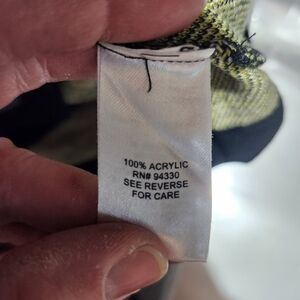 100% ACRYLIC
RN# 94330
SEE REVERSE
FOR CARE